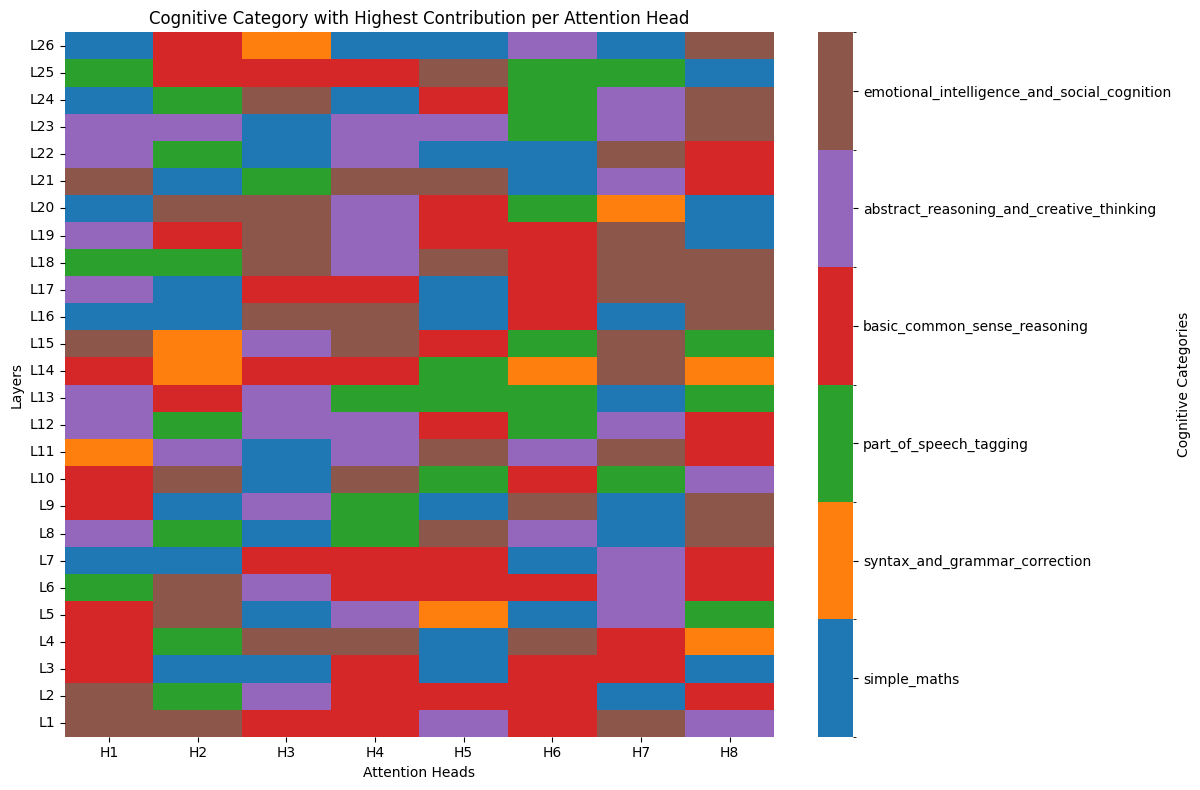 Cognitive Category with Highest Contribution per Attention Head
L26
L25
L24
L23
L22
L21
L20
L19
L18
L17
L16
L15
L14
L13
L12
L11
L10
L9
L8
L7
L6
L5
L4
L3
L2
L1
Layers
H1 H2 H3 H4 H5 H6 H7 H8
Attention Heads
emotional_intelligence_and_social_cognition
abstract_reasoning_and_creative_thinking
basic_common_sense_reasoning
part_of_speech_tagging
syntax_and_grammar_correction
simple_maths
Cognitive Categories